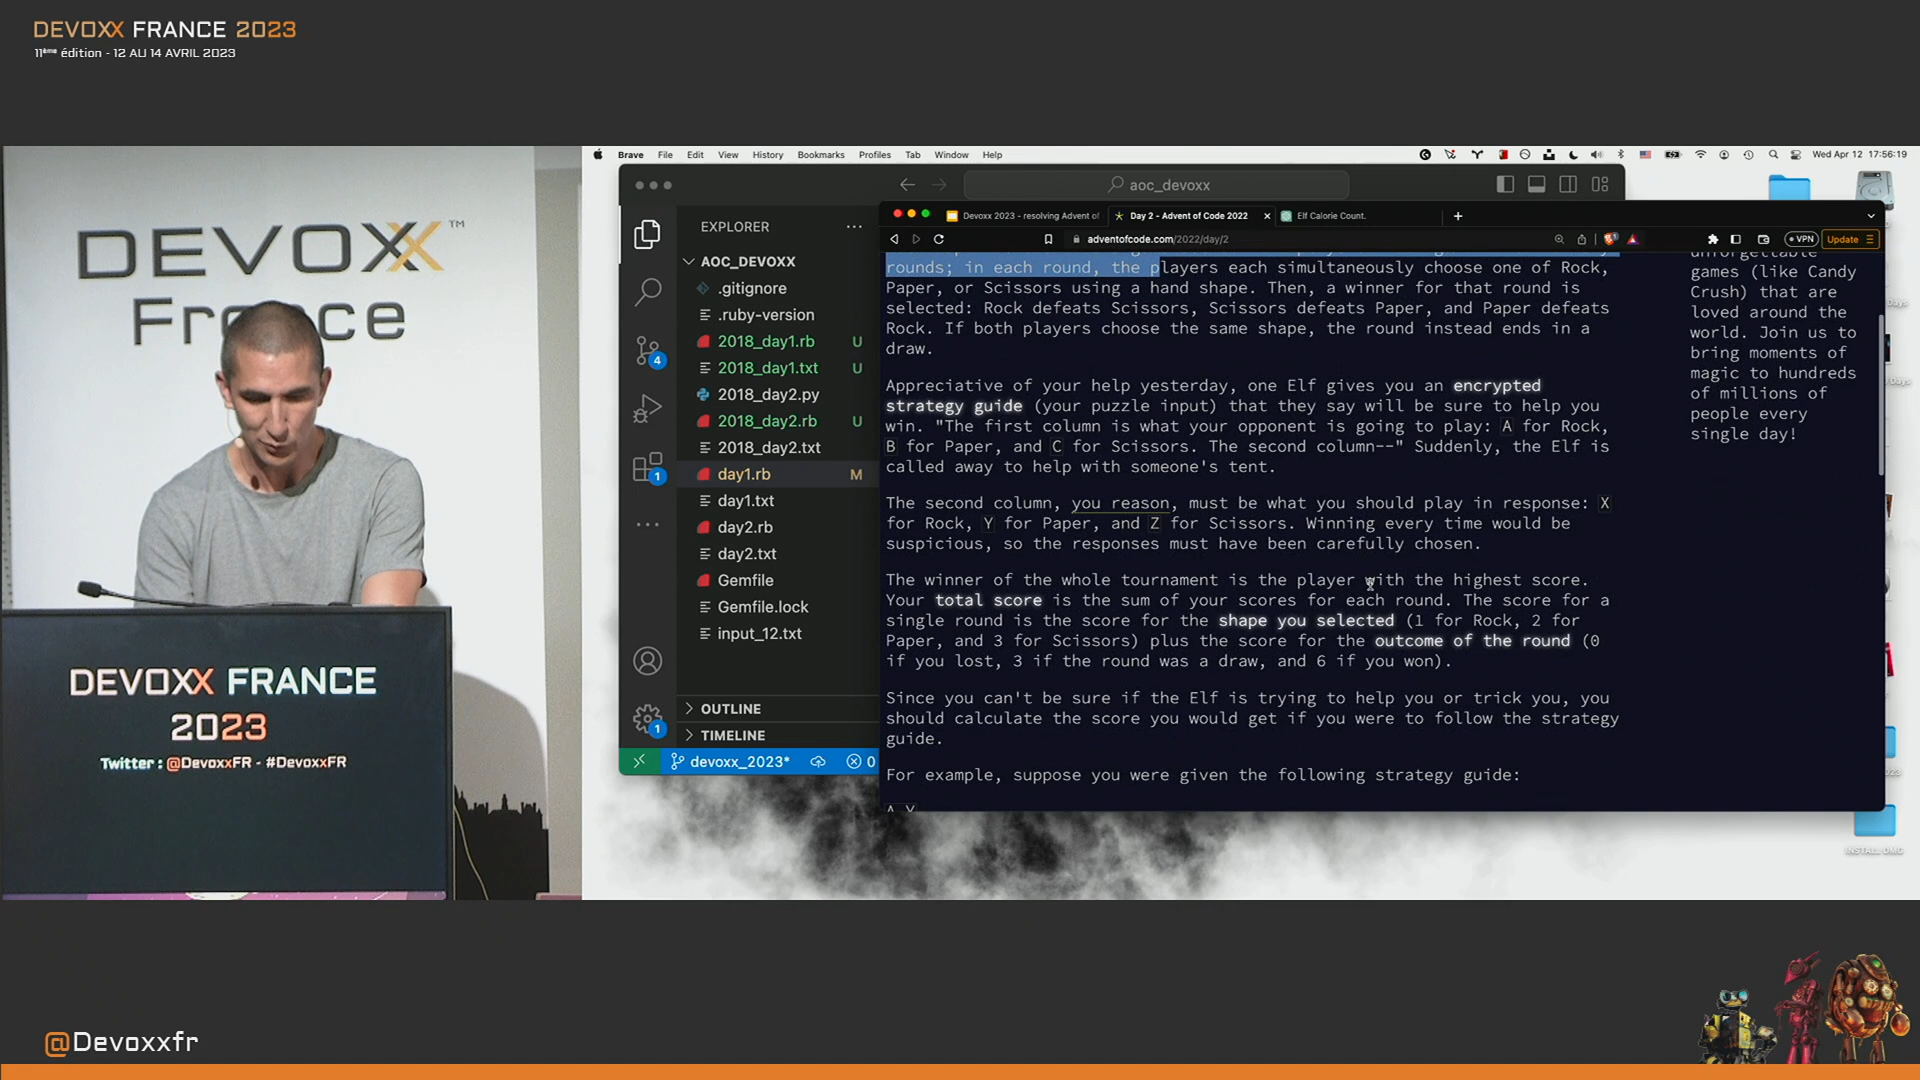 DEVOXX FRANCE 2023
11ème édition - 12 AU 14 AVRIL 2023
DEVOXX™
France
DEVOXX FRANCE
2023
Twitter : @DevoxxFR - #DevoxxFR
Brave File Edit View History Bookmarks Profiles Tab Window Help
Wed Apr 12 17:56:19
aoc_devoxx
EXPLORER
AOC_DEVOXX
.gitignore
.ruby-version
2018_day1.rb U
2018_day1.txt U
2018_day2.py
2018_day2.rb U
2018_day2.txt
day1.rb M
day1.txt
day2.rb
day2.txt
Gemfile
Gemfile.lock
input_12.txt
OUTLINE
TIMELINE
4
1
1
devoxx_2023* 0
Devoxx 2023 - resolving Advent of
Day 2 - Advent of Code 2022
Elf Calorie Count.
adventofcode.com/2022/day/2
VPN
Update
rounds; in each round, the players each simultaneously choose one of Rock,
Paper, or Scissors using a hand shape. Then, a winner for that round is
selected: Rock defeats Scissors, Scissors defeats Paper, and Paper defeats
Rock. If both players choose the same shape, the round instead ends in a
draw.
Appreciative of your help yesterday, one Elf gives you an encrypted
strategy guide (your puzzle input) that they say will be sure to help you
win. "The first column is what your opponent is going to play: A for Rock,
B for Paper, and C for Scissors. The second column--" Suddenly, the Elf is
called away to help with someone's tent.
The second column, you reason, must be what you should play in response: X
for Rock, Y for Paper, and Z for Scissors. Winning every time would be
suspicious, so the responses must have been carefully chosen.
The winner of the whole tournament is the player with the highest score.
Your total score is the sum of your scores for each round. The score for a
single round is the score for the shape you selected (1 for Rock, 2 for
Paper, and 3 for Scissors) plus the score for the outcome of the round (0
if you lost, 3 if the round was a draw, and 6 if you won).
Since you can't be sure if the Elf is trying to help you or trick you, you
should calculate the score you would get if you were to follow the strategy
guide.
For example, suppose you were given the following strategy guide:
A Y
unforgettable
games (like Candy
Crush) that are
loved around the
world. Join us to
bring moments of
magic to hundreds
of millions of
people every
single day!
INSTALL DMG
@Devoxxfr